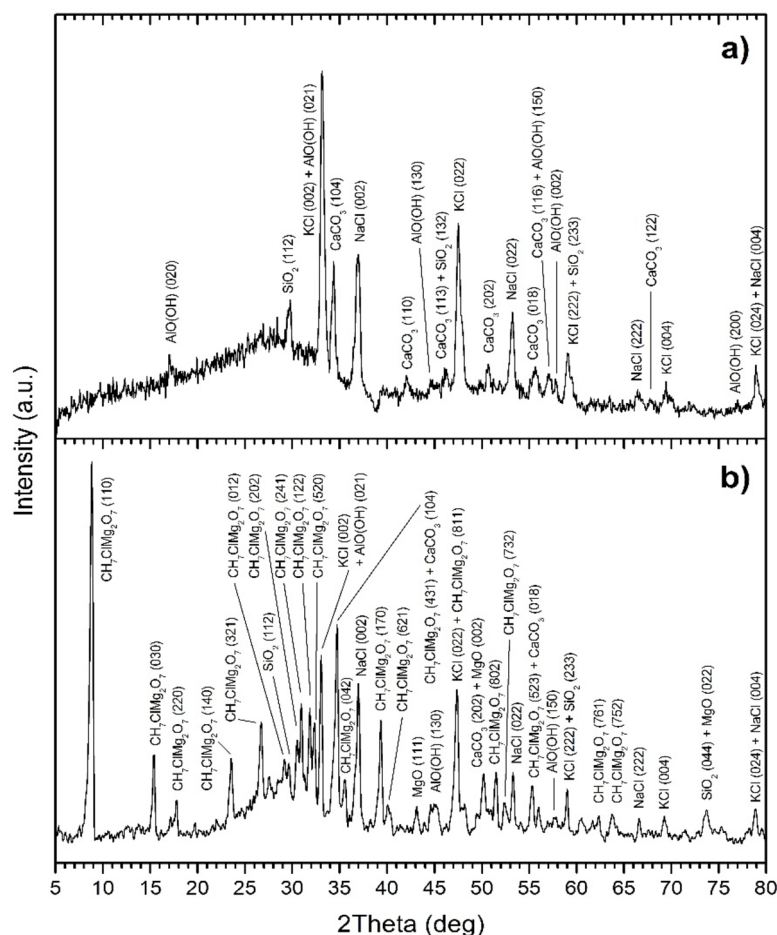 a)
AlO(OH) (020)
SiO₂ (112)
KCl (002) + AlO(OH) (021)
CaCO₃ (104)
NaCl (002)
CaCO₃ (110)
AlO(OH) (130)
CaCO₃ (113) + SiO₂ (132)
KCl (022)
CaCO₃ (202)
NaCl (022)
CaCO₃ (018)
CaCO₃ (116) + AlO(OH) (150)
AlO(OH) (002)
KCl (222) + SiO₂ (233)
NaCl (222)
CaCO₃ (122)
KCl (004)
AlO(OH) (200)
KCl (024) + NaCl (004)
Intensity (a.u.)
b)
CH₇ClMg₂O₇ (110)
CH₇ClMg₂O₇ (030)
CH₇ClMg₂O₇ (220)
CH₇ClMg₂O₇ (140)
CH₇ClMg₂O₇ (321)
CH₇ClMg₂O₇ (012)
SiO₂ (112)
CH₇ClMg₂O₇ (202)
CH₇ClMg₂O₇ (241)
CH₇ClMg₂O₇ (122)
CH₇ClMg₂O₇ (520)
KCl (002)
+ AlO(OH) (021)
CH₇ClMg₂O₇ (431) + CaCO₃ (104)
CH₇ClMg₂O₇ (042)
NaCl (002)
CH₇ClMg₂O₇ (170)
CH₇ClMg₂O₇ (621)
MgO (111)
AlO(OH) (130)
KCl (022) + CH₇ClMg₂O₇ (811)
CaCO₃ (202) + MgO (002)
CH₇ClMg₂O₇ (802)
CH₇ClMg₂O₇ (732)
NaCl (022)
CH₇ClMg₂O₇ (523) + CaCO₃ (018)
AlO(OH) (150)
KCl (222) + SiO₂ (233)
CH₇ClMg₂O₇ (761)
CH₇ClMg₂O₇ (752)
NaCl (222)
KCl (004)
SiO₂ (044) + MgO (022)
KCl (024) + NaCl (004)
5 10 15 20 25 30 35 40 45 50 55 60 65 70 75 80
2Theta (deg)